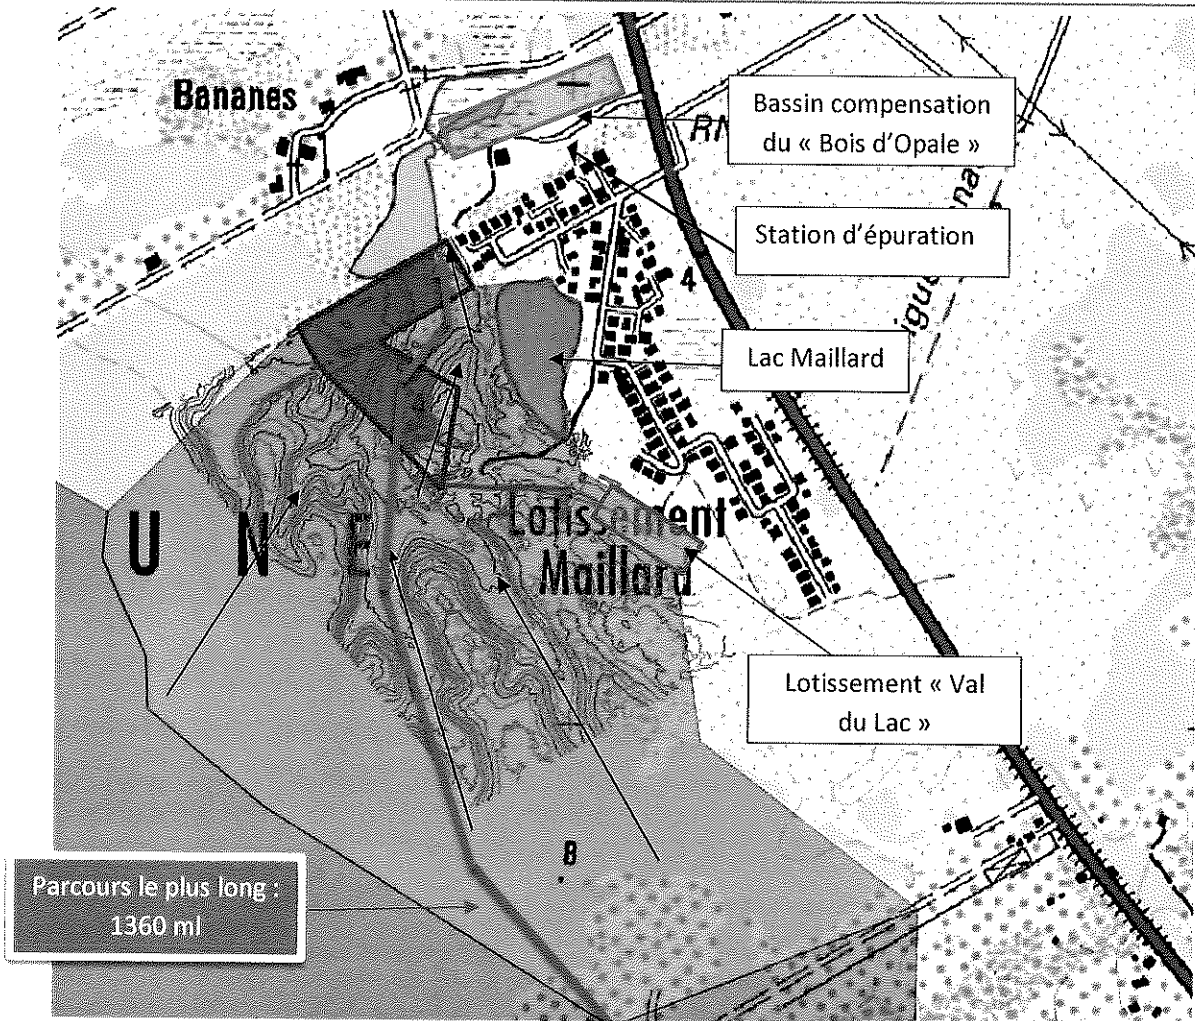 Bananes
Bassin compensation
du « Bois d'Opale »
RN
Station d'épuration
4
Lac Maillard
U N E
Lotissement
Maillard
Lotissement « Val
du Lac »
8
Parcours le plus long :
1360 ml